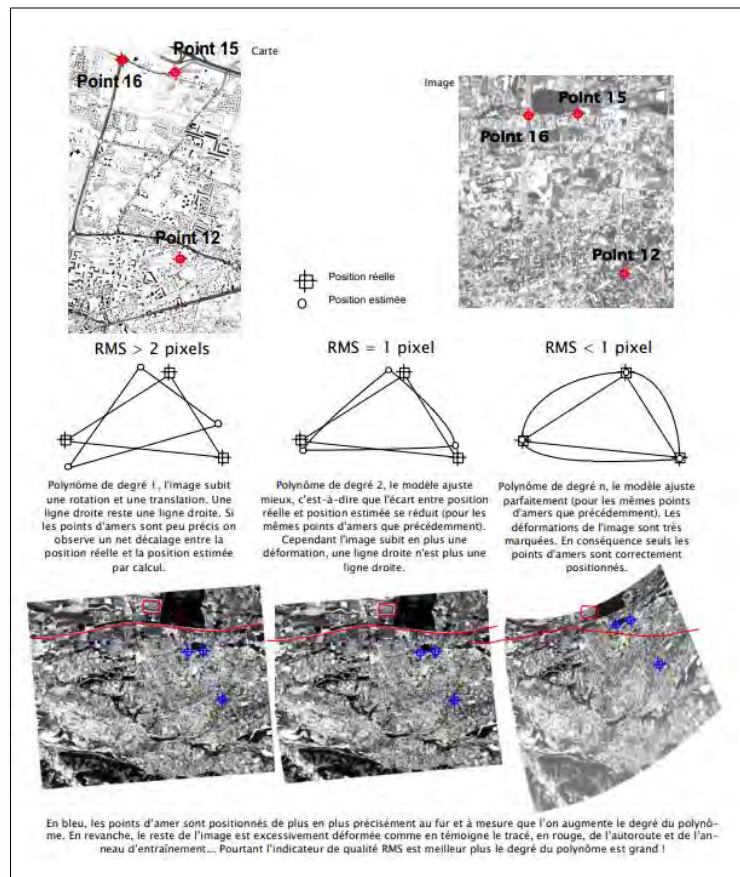 Point 15
Carte
Point 16
Point 12
Image
Point 15
Point 16
Point 12
Position réelle
Position estimée
RMS > 2 pixels
Polynôme de degré 1, l'image subit
une rotation et une translation. Une
ligne droite reste une ligne droite. Si
les points d'amers sont peu précis on
observe un net décalage entre la
position réelle et la position estimée
par calcul.
RMS = 1 pixel
Polynôme de degré 2, le modèle ajuste
mieux, c'est-à-dire que l'écart entre position
réelle et position estimée se réduit (pour les
mêmes points d'amers que précédemment).
Cependant l'image subit en plus une
déformation, une ligne droite n'est plus une
ligne droite.
RMS < 1 pixel
Polynôme de degré n, le modèle ajuste
parfaitement (pour les mêmes points
d'amers que précédemment). Les
déformations de l'image sont très
marquées. En conséquence seuls les
points d'amers sont correctement
positionnés.
En bleu, les points d'amer sont positionnés de plus en plus précisément au fur et à mesure que l'on augmente le degré du polynô-
me. En revanche, le reste de l'image est excessivement déformée comme en témoigne le tracé, en rouge, de l'autoroute et de l'an-
neau d'entraînement... Pourtant l'indicateur de qualité RMS est meilleur plus le degré du polynôme est grand !